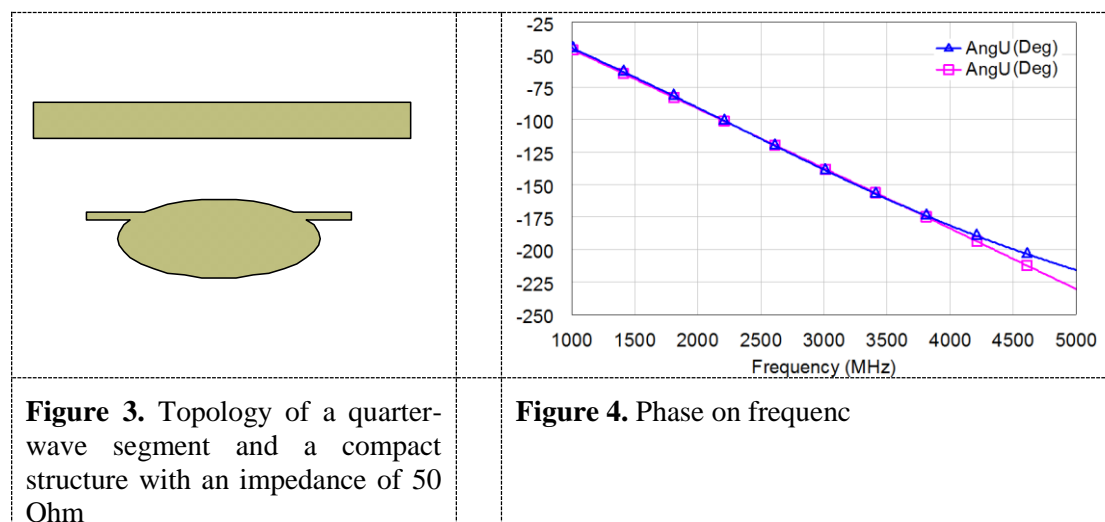 -25
-50
-75
-100
-125
-150
-175
-200
-225
-250
AngU(Deg)
AngU(Deg)
1000 1500 2000 2500 3000 3500 4000 4500 5000
Frequency (MHz)
Figure 3. Topology of a quarter-
wave segment and a compact
structure with an impedance of 50
Ohm
Figure 4. Phase on frequenc